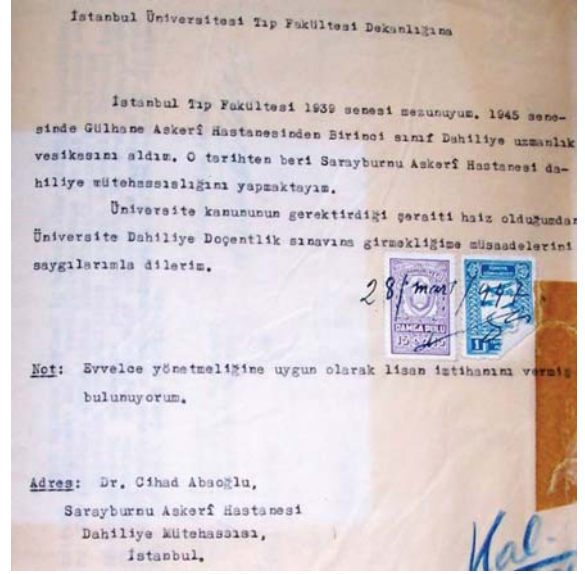 İstanbul Üniversitesi Tıp Fakültesi Dekanlığına
İstanbul Tıp Fakültesi 1939 senesi mezunuyum. 1945 sene-
sinde Gülhane Askerî Hastanesinden Birinci sınıf Dahiliye uzmanlık
vesikasını aldım. O tarihten beri Sarayburnu Askerî Hastanesi da-
hiliye mütehassıslığını yapmaktayım.
Üniversite kanununun gerektirdiği şeraiti haiz olduğumdan
Üniversite Dahiliye Doçentlik sınavına girmekliğime müsaadelerini
saygılarımla dilerim.
28/mart/947
DAMGA PULU
Not: Evvelce yönetmeliğine uygun olarak lisan imtihanını vermiş
bulunuyorum.
Adres: Dr. Cihad Abaoğlu,
Sarayburnu Askerî Hastanesi
Dahiliye Mütehassısı,
İstanbul.
Kal.